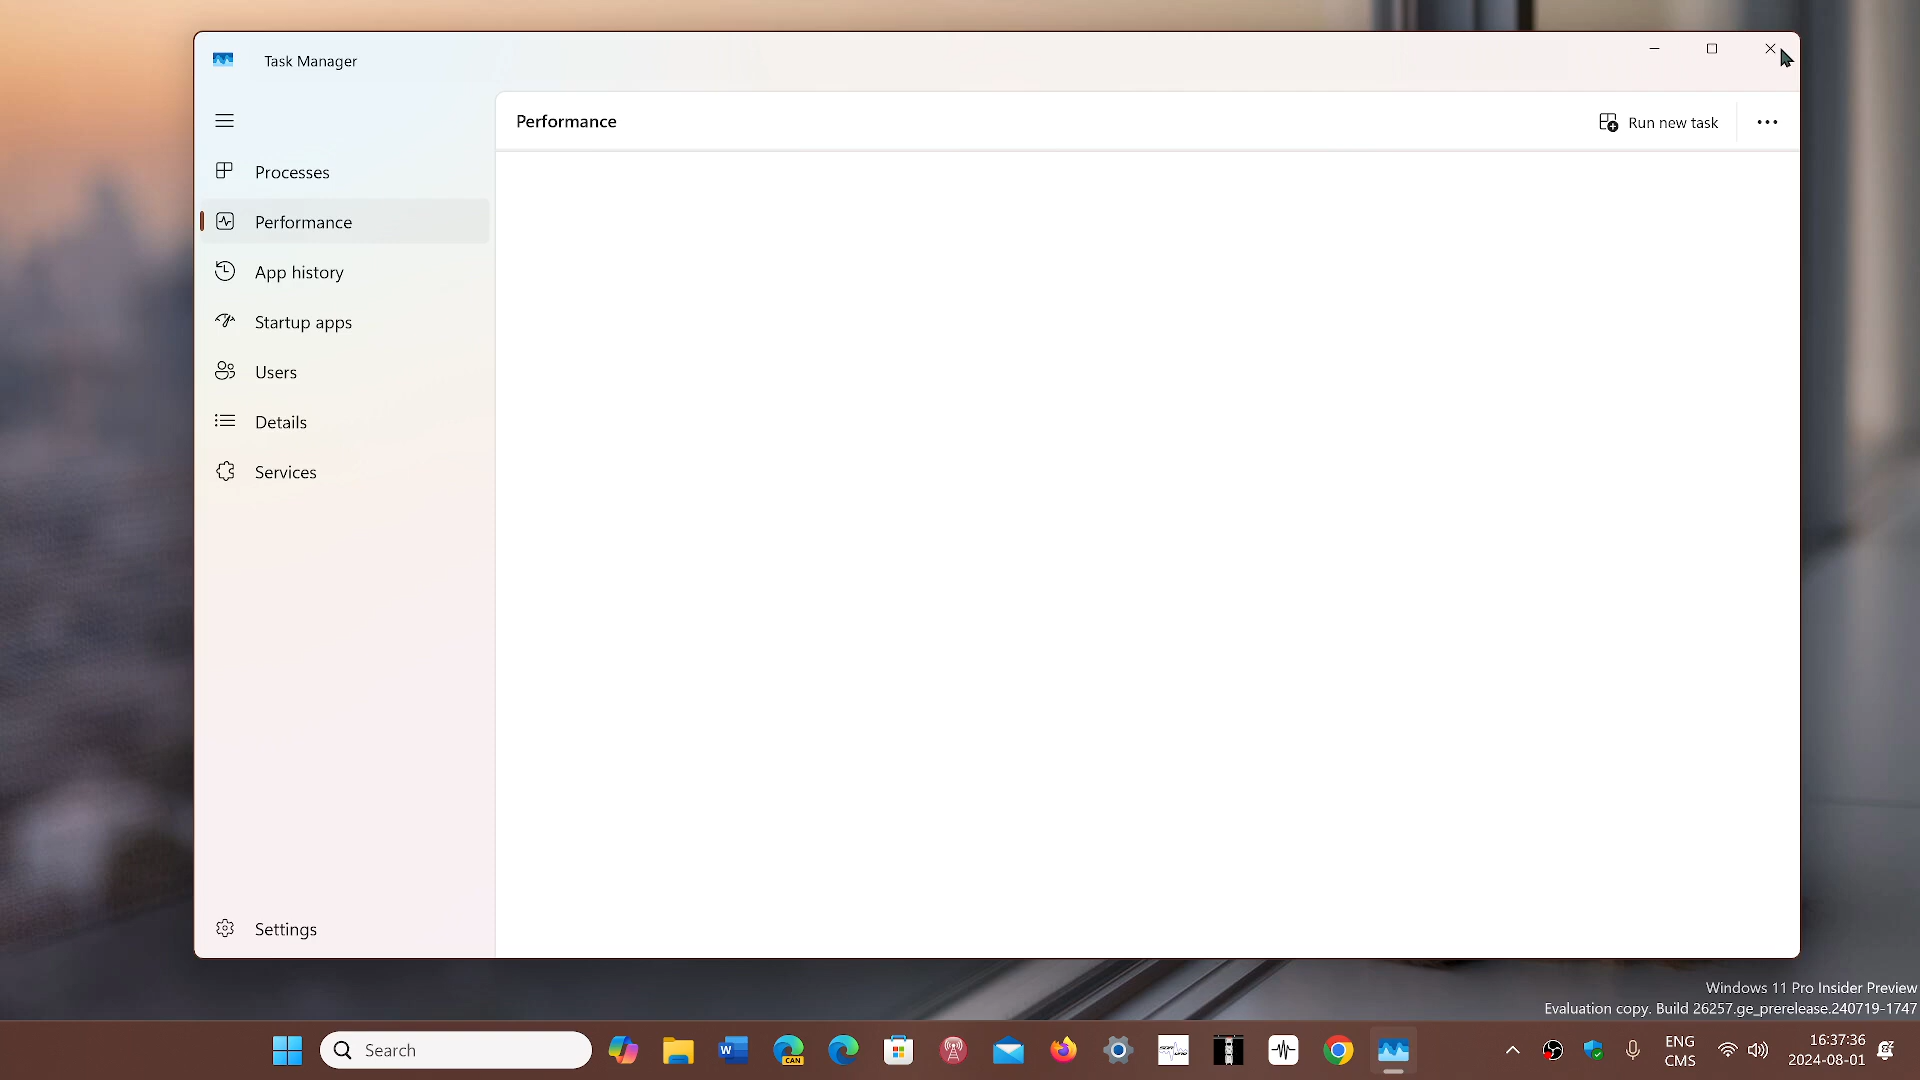 Task Manager
Performance
Run new task
Processes
Performance
App history
Startup apps
Users
Details
Services
Settings
Windows 11 Pro Insider Preview
Evaluation copy. Build 26257.ge_prerelease.240719-1747
Search
W
CAN
ENG
CMS
16:37:36
2024-08-01